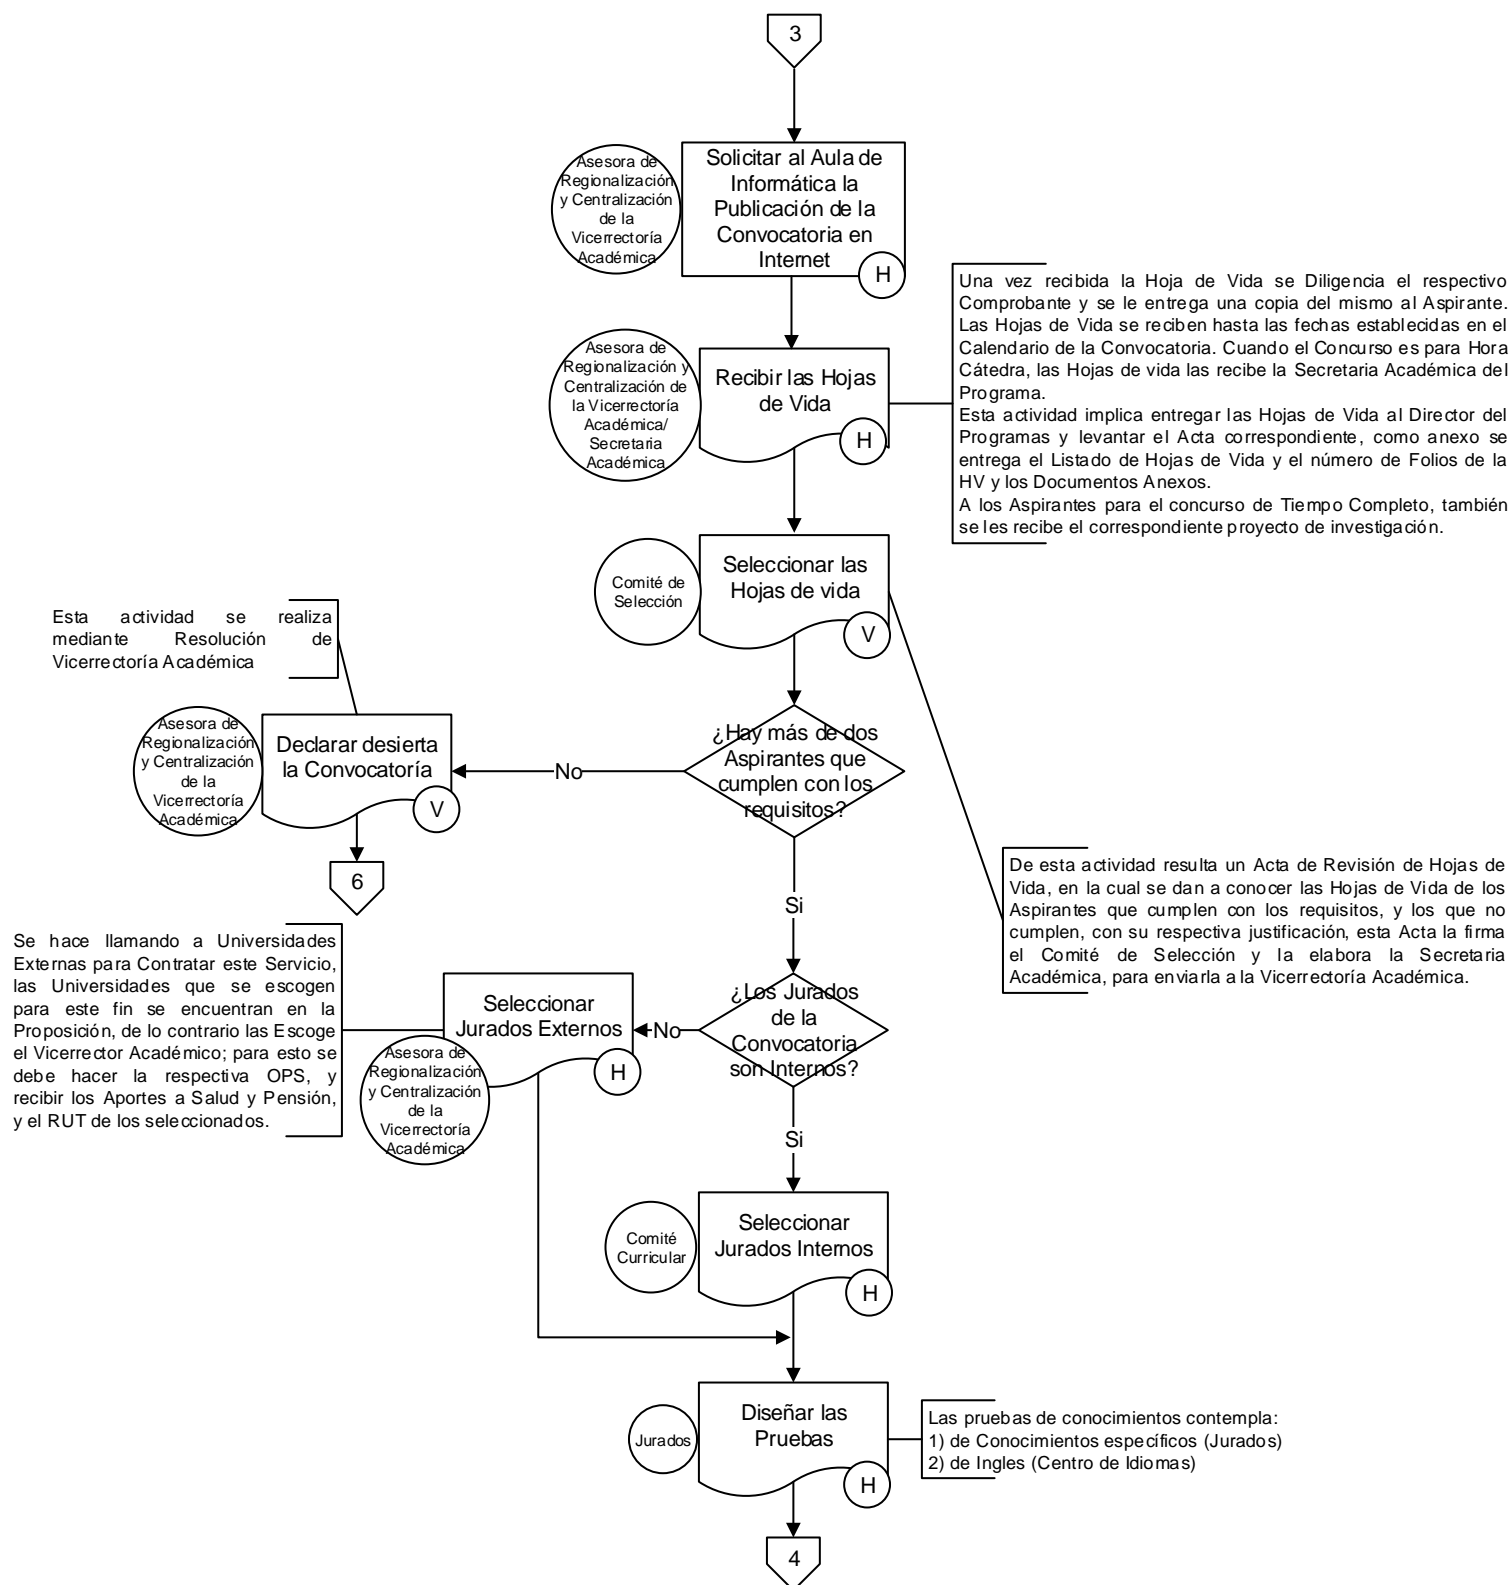 3
Asesora de
Regionalización
y Centralización
de la
Vicerrectoría
Académica
Solicitar al Aula de
Informática la
Publicación de la
Convocatoria en
Internet
H
Asesora de
Regionalización y
Centralización de
la Vicerrectoría
Académica/
Secretaria
Académica
Recibir las Hojas
de Vida
H
Una vez recibida la Hoja de Vida se Diligencia el respectivo
Comprobante y se le entrega una copia del mismo al Aspirante.
Las Hojas de Vida se reciben hasta las fechas establecidas en el
Calendario de la Convocatoria. Cuando el Concurso es para Hora
Cátedra, las Hojas de vida las recibe la Secretaria Académica del
Programa.
Esta actividad implica entregar las Hojas de Vida al Director del
Programas y levantar el Acta correspondiente, como anexo se
entrega el Listado de Hojas de Vida y el número de Folios de la
HV y los Documentos Anexos.
A los Aspirantes para el concurso de Tiempo Completo, también
se les recibe el correspondiente proyecto de investigación.
Comité de
Selección
Seleccionar las
Hojas de vida
V
Esta actividad se realiza
mediante Resolución de
Vicerrectoría Académica
Asesora de
Regionalización
y Centralización
de la
Vicerrectoría
Académica
Declarar desierta
la Convocatoría
V
No
¿Hay más de dos
Aspirantes que
cumplen con los
requisitos?
6
Si
De esta actividad resulta un Acta de Revisión de Hojas de
Vida, en la cual se dan a conocer las Hojas de Vida de los
Aspirantes que cumplen con los requisitos, y los que no
cumplen, con su respectiva justificación, esta Acta la firma
el Comité de Selección y la elabora la Secretaria
Académica, para enviarla a la Vicerrectoría Académica.
Se hace llamando a Universidades
Externas para Contratar este Servicio,
las Universidades que se escogen
para este fin se encuentran en la
Proposición, de lo contrario las Escoge
el Vicerrector Académico; para esto se
debe hacer la respectiva OPS, y
recibir los Aportes a Salud y Pensión,
y el RUT de los seleccionados.
Seleccionar
Jurados Externos
H
Asesora de
Regionalización
y Centralización
de la
Vicerrectoría
Académica
No
¿Los Jurados
de la
Convocatoria
son Internos?
Si
Comité
Curricular
Seleccionar
Jurados Internos
H
Jurados
Diseñar las
Pruebas
H
Las pruebas de conocimientos contempla:
1) de Conocimientos específicos (Jurados)
2) de Ingles (Centro de Idiomas)
4